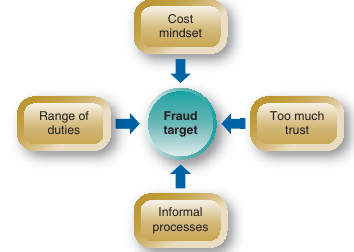 Cost
mindset
Range of
duties
Fraud
target
Too much
trust
Informal
processes